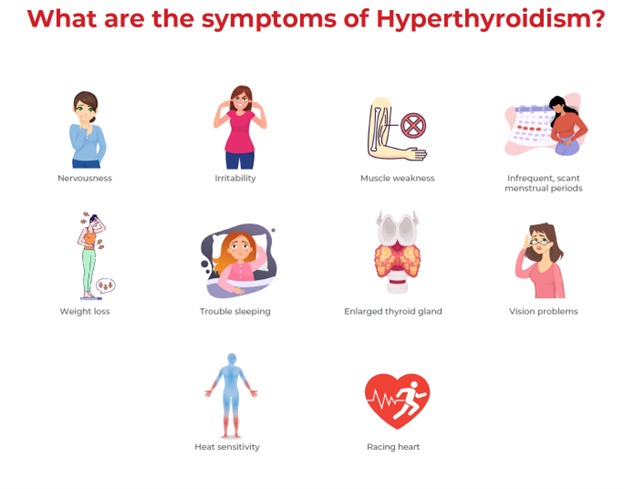 What are the symptoms of Hyperthyroidism?
Nervousness
Irritability
Muscle weakness
Infrequent, scant
menstrual periods
Weight loss
Trouble sleeping
Enlarged thyroid gland
Vision problems
Heat sensitivity
Racing heart